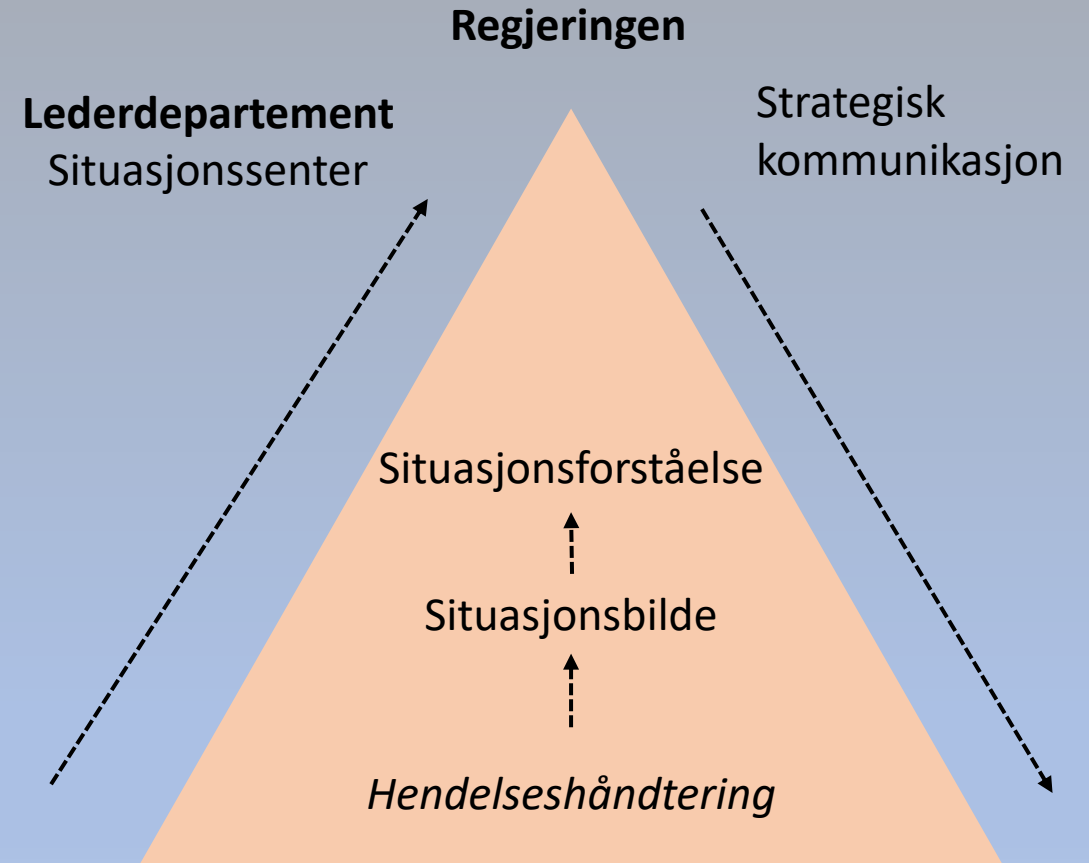 Regjeringen
Lederdepartement
Situasjonssenter
Strategisk
kommunikasjon
Situasjonsforståelse
Situasjonsbilde
Hendelseshåndtering